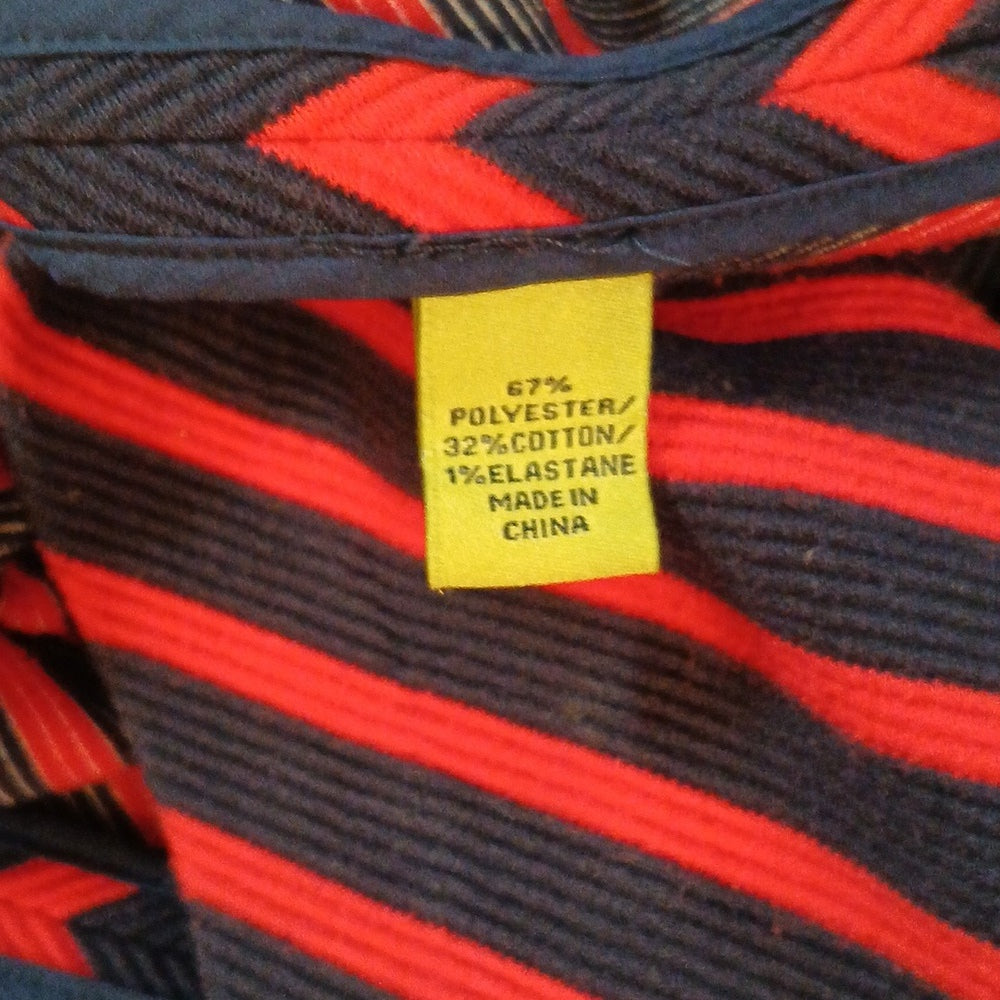 67%
POLYESTER/
32%COTTON/
1%ELASTANE
MADE IN
CHINA